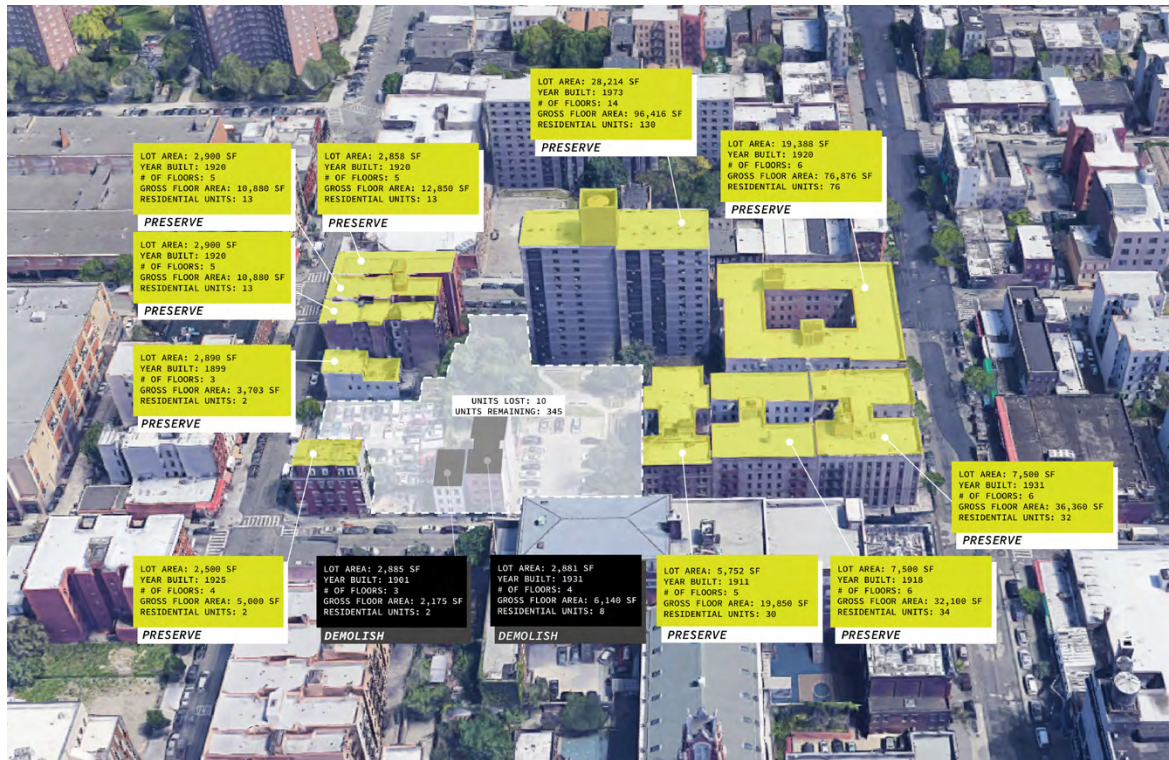 LOT AREA: 28,214 SF
YEAR BUILT: 1973
# OF FLOORS: 14
GROSS FLOOR AREA: 96,416 SF
RESIDENTIAL UNITS: 130
PRESERVE
LOT AREA: 19,388 SF
YEAR BUILT: 1920
# OF FLOORS: 6
GROSS FLOOR AREA: 76,876 SF
RESIDENTIAL UNITS: 76
PRESERVE
LOT AREA: 2,900 SF
YEAR BUILT: 1920
# OF FLOORS: 5
GROSS FLOOR AREA: 10,880 SF
RESIDENTIAL UNITS: 13
PRESERVE
LOT AREA: 2,858 SF
YEAR BUILT: 1920
# OF FLOORS: 5
GROSS FLOOR AREA: 12,850 SF
RESIDENTIAL UNITS: 13
PRESERVE
LOT AREA: 2,900 SF
YEAR BUILT: 1920
# OF FLOORS: 5
GROSS FLOOR AREA: 10,880 SF
RESIDENTIAL UNITS: 13
PRESERVE
LOT AREA: 2,890 SF
YEAR BUILT: 1899
# OF FLOORS: 3
GROSS FLOOR AREA: 3,703 SF
RESIDENTIAL UNITS: 2
PRESERVE
UNITS LOST: 10
UNITS REMAINING: 345
LOT AREA: 7,500 SF
YEAR BUILT: 1931
# OF FLOORS: 6
GROSS FLOOR AREA: 36,360 SF
RESIDENTIAL UNITS: 32
PRESERVE
LOT AREA: 2,500 SF
YEAR BUILT: 1925
# OF FLOORS: 4
GROSS FLOOR AREA: 5,000 SF
RESIDENTIAL UNITS: 2
PRESERVE
LOT AREA: 2,885 SF
YEAR BUILT: 1901
# OF FLOORS: 3
GROSS FLOOR AREA: 2,175 SF
RESIDENTIAL UNITS: 2
DEMOLISH
LOT AREA: 2,881 SF
YEAR BUILT: 1931
# OF FLOORS: 4
GROSS FLOOR AREA: 6,140 SF
RESIDENTIAL UNITS: 8
DEMOLISH
LOT AREA: 5,752 SF
YEAR BUILT: 1911
# OF FLOORS: 5
GROSS FLOOR AREA: 19,850 SF
RESIDENTIAL UNITS: 30
PRESERVE
LOT AREA: 7,500 SF
YEAR BUILT: 1918
# OF FLOORS: 6
GROSS FLOOR AREA: 32,100 SF
RESIDENTIAL UNITS: 34
PRESERVE